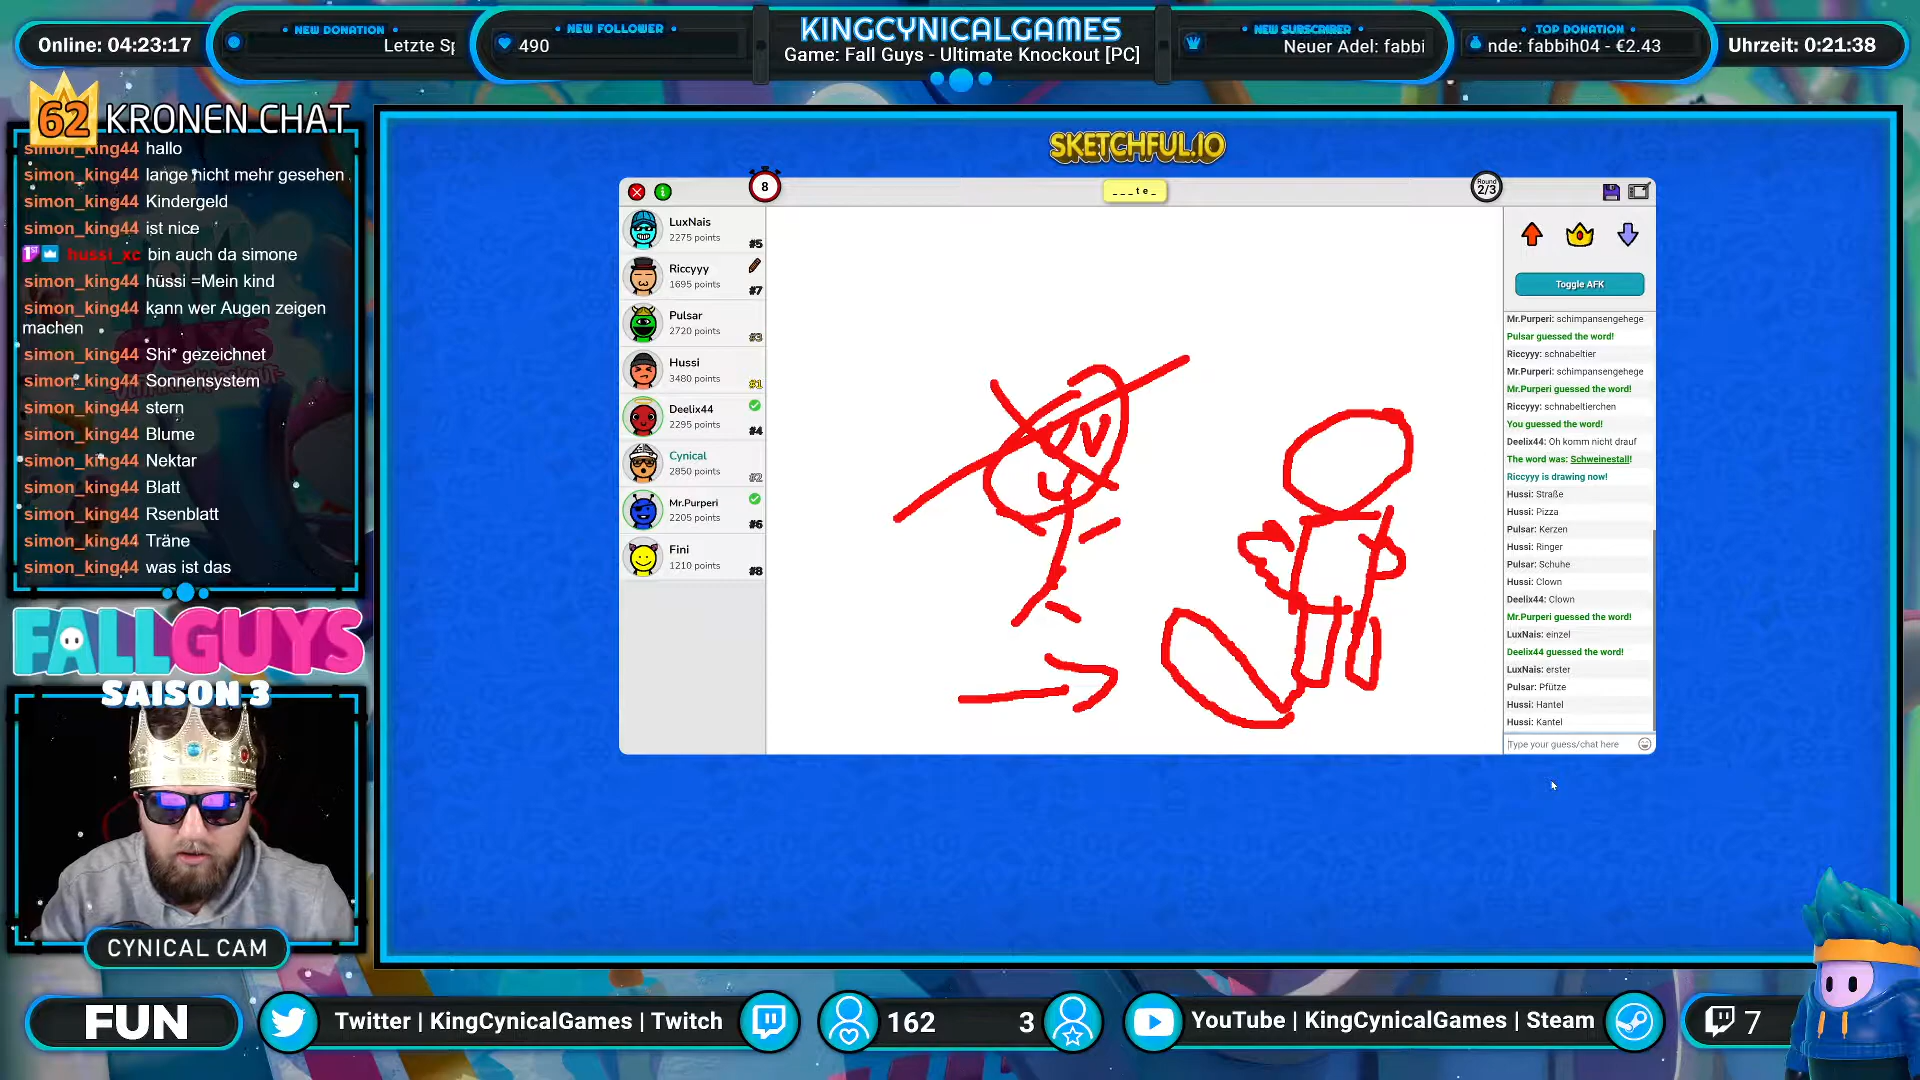 Online: 04:23:17
NEW DONATION
Letzte Sp
NEW FOLLOWER
490
KINGCYNICALGAMES
Game: Fall Guys - Ultimate Knockout [PC]
NEW SUBSCRIBER
Neuer Adel: fabbi
TOP DONATION
nde: fabbih04 - €2.43
Uhrzeit: 0:21:38
62 KRONEN CHAT
simon_king44 hallo
simon_king44 lange nicht mehr gesehen
simon_king44 Kindergeld
simon_king44 ist nice
hussi_xc bin auch da simone
simon_king44 hüssi =Mein kind
simon_king44 kann wer Augen zeigen
machen
simon_king44 Shi* gezeichnet
simon_king44 Sonnensystem
simon_king44 stern
simon_king44 Blume
simon_king44 Nektar
simon_king44 Blatt
simon_king44 Rsenblatt
simon_king44 Träne
simon_king44 was ist das
FALL GUYS
SAISON 3
CYNICAL CAM
SKETCHFUL.IO
8
_ _ _ t e _
Round
2/3
LuxNais
2275 points
#5
Riccyyy
1695 points
#7
Pulsar
2720 points
#3
Hussi
3480 points
#1
Deelix44
2295 points
#4
Cynical
2850 points
#2
Mr.Purperi
2205 points
#6
Fini
1210 points
#8
Toggle AFK
Mr.Purperi: schimpansengehege
Pulsar guessed the word!
Riccyyy: schnabeltier
Mr.Purperi: schimpansengehege
Mr.Purperi guessed the word!
Riccyyy: schnabeltierchen
You guessed the word!
Deelix44: Oh komm nicht drauf
The word was: Schweinestall!
Riccyyy is drawing now!
Hussi: Straße
Hussi: Pizza
Pulsar: Kerzen
Hussi: Ringer
Pulsar: Schuhe
Hussi: Clown
Deelix44: Clown
Mr.Purperi guessed the word!
LuxNais: einzel
Deelix44 guessed the word!
LuxNais: erster
Pulsar: Pfütze
Hussi: Hantel
Hussi: Kantel
Type your guess/chat here
FUN
Twitter | KingCynicalGames | Twitch
162
3
YouTube | KingCynicalGames | Steam
7